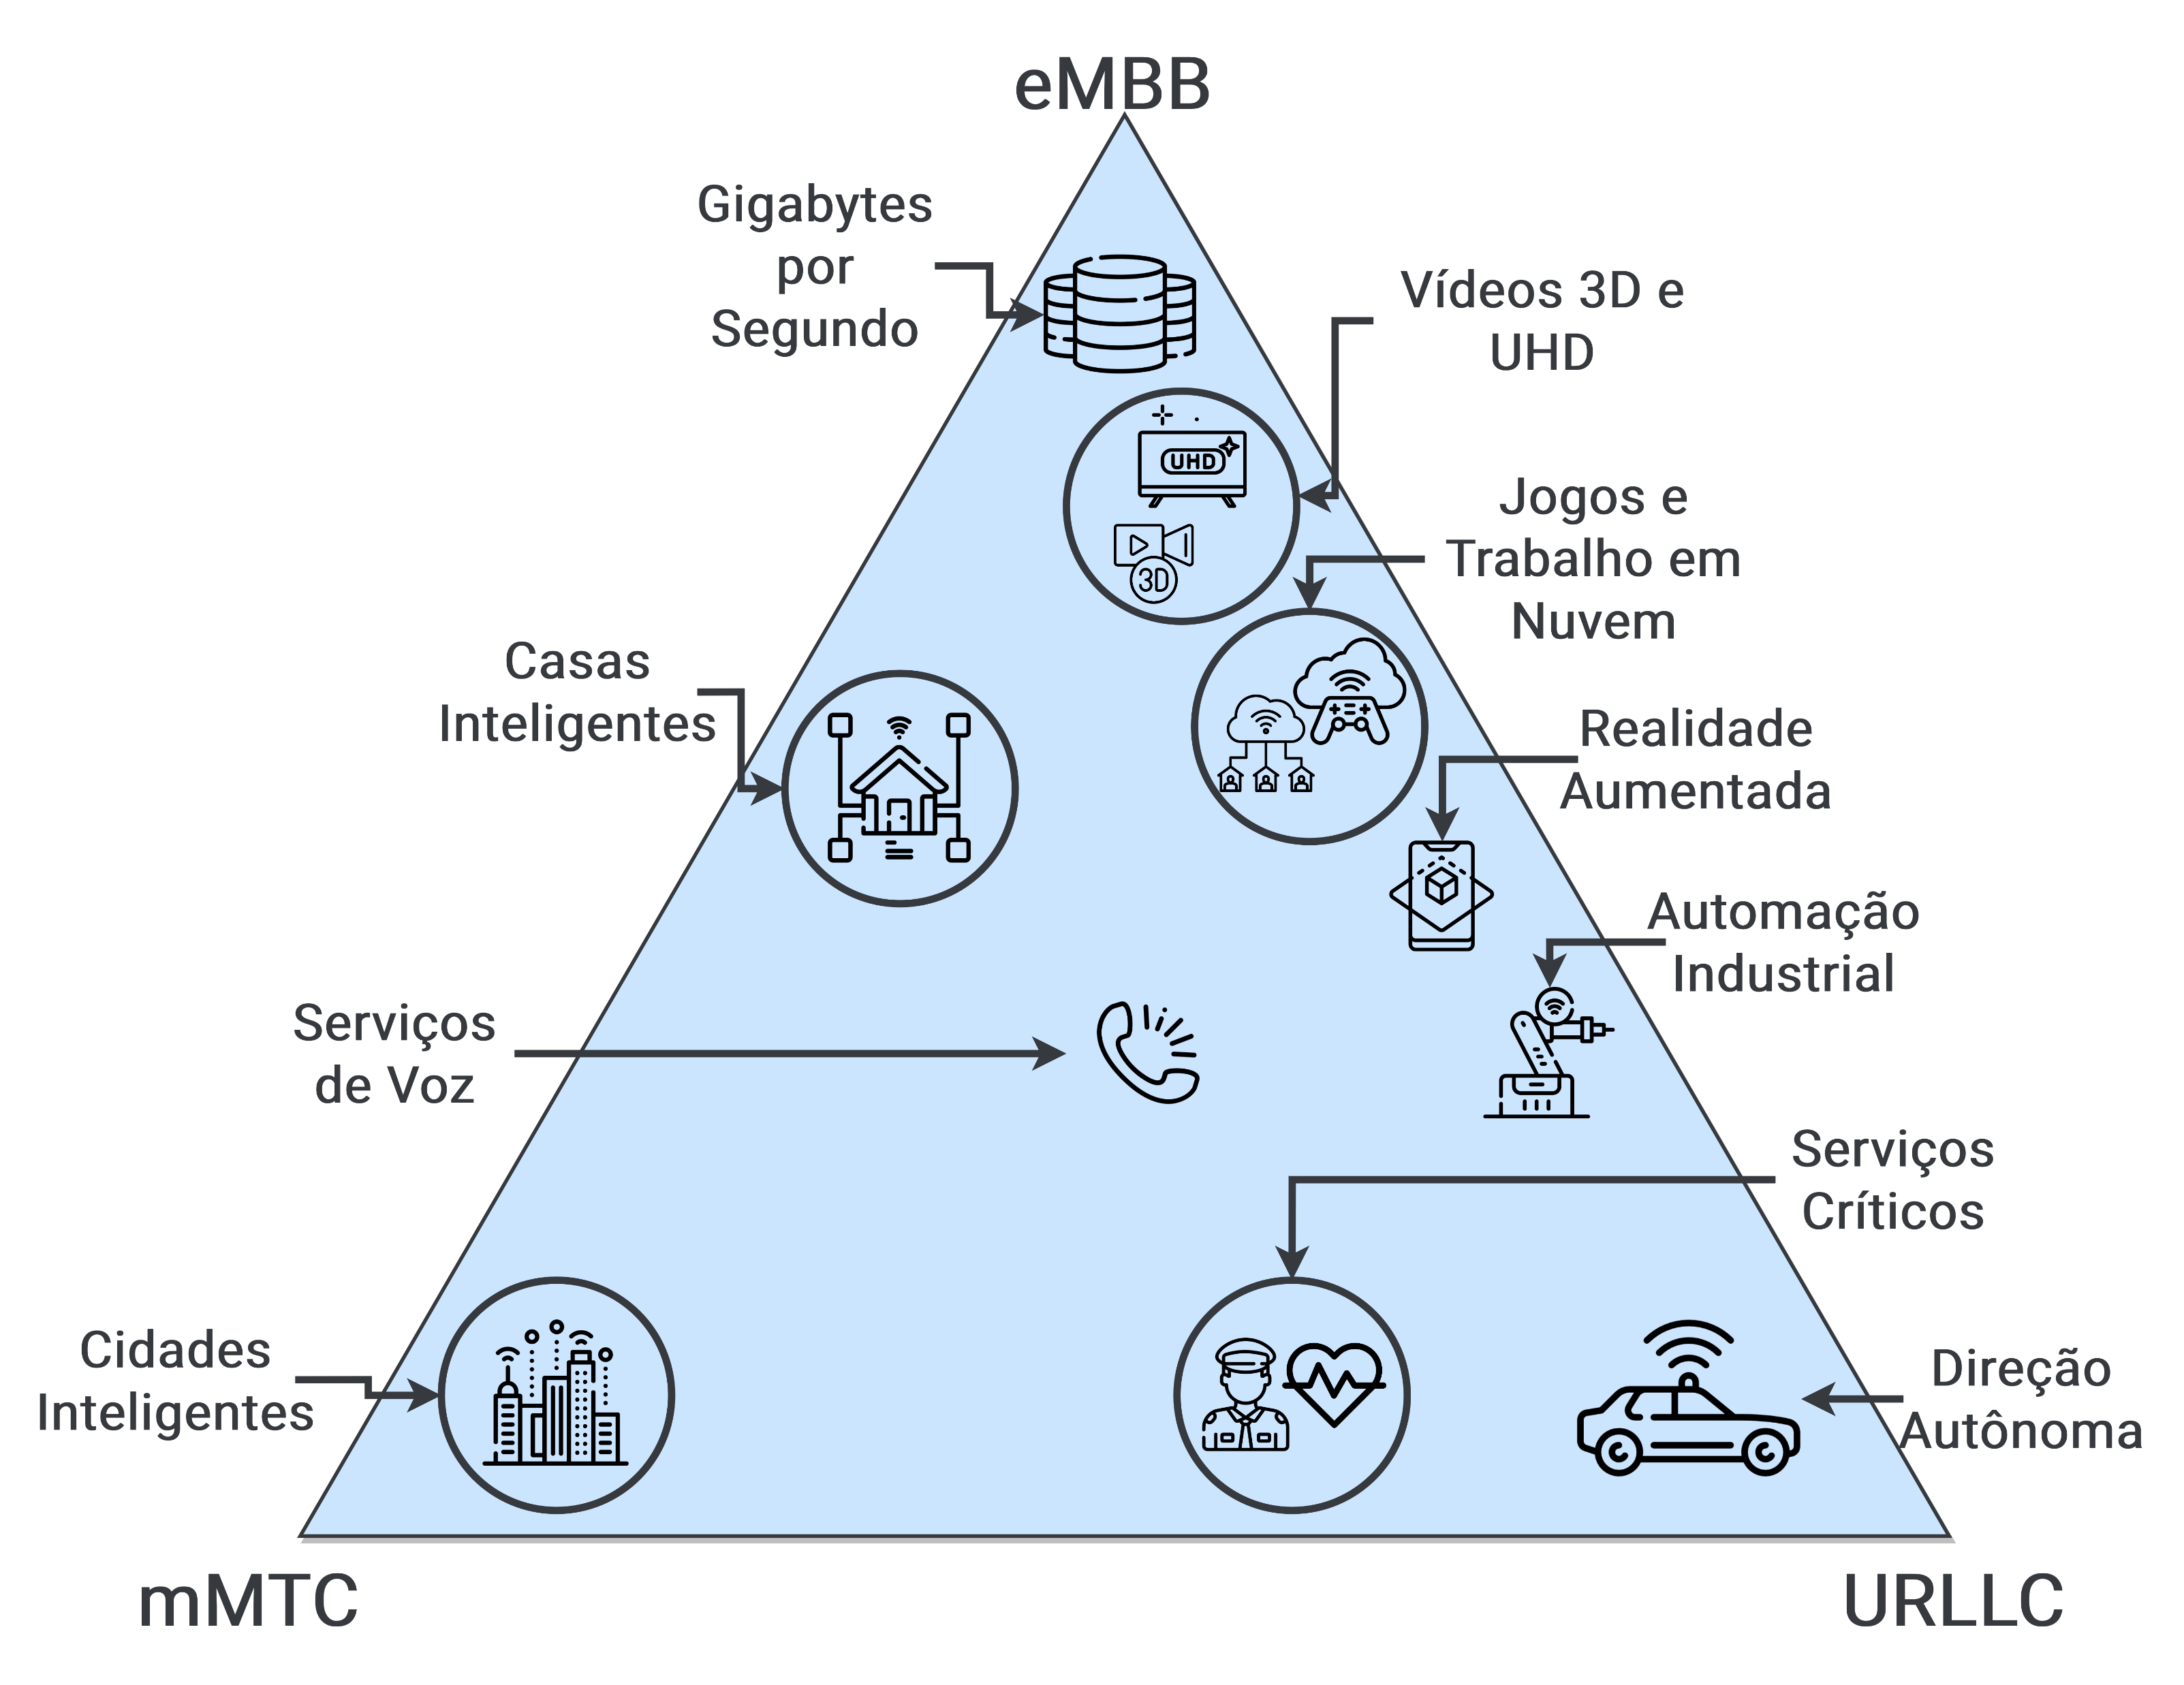 eMBB
Gigabytes
por
Segundo
Vídeos 3D e
UHD
UHD
3D
Jogos e
Trabalho em
Nuvem
Casas
Inteligentes
Realidade
Aumentada
Automação
Industrial
Serviços
de Voz
Serviços
Críticos
Cidades
Inteligentes
Direção
Autônoma
mMTC
URLLC